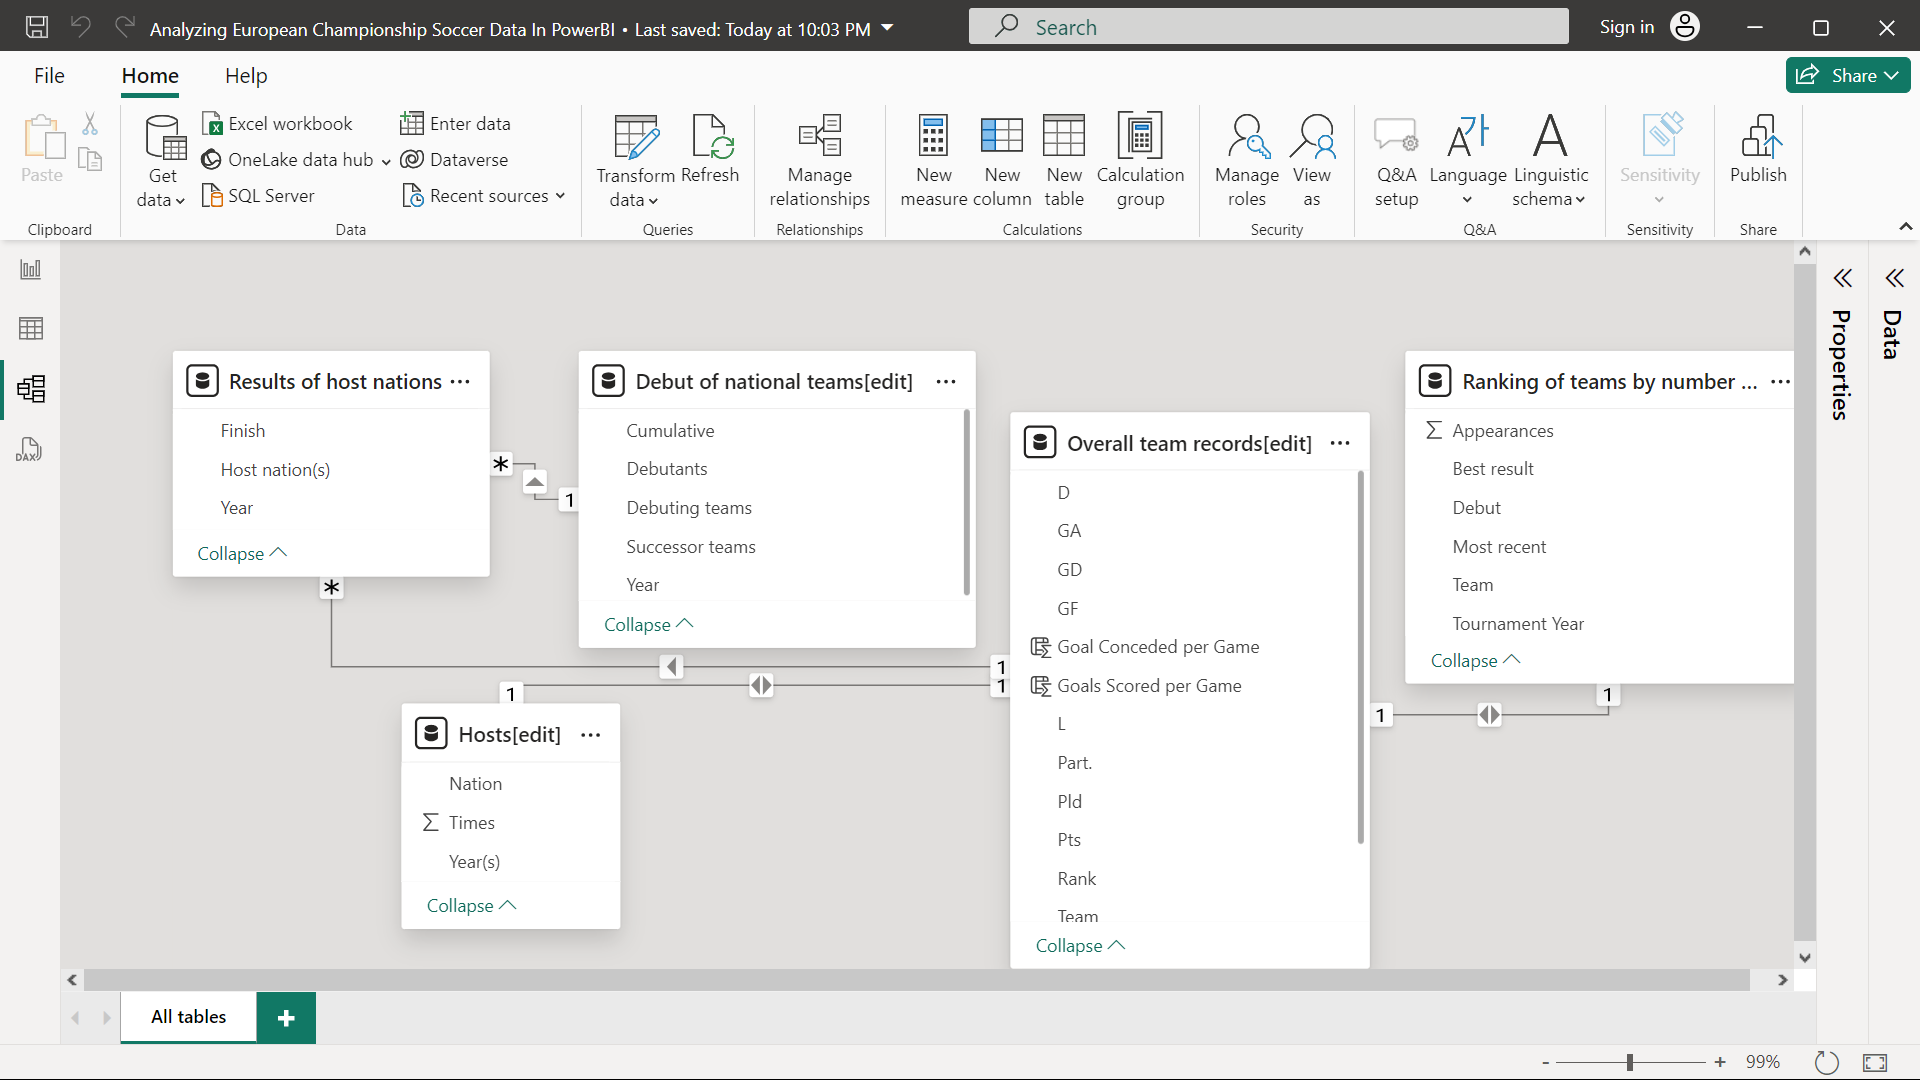 Analyzing European Championship Soccer Data In PowerBI • Last saved: Today at 10:03 PM
Search
Sign in
File
Home
Help
Share
Paste
Clipboard
Get
data
Excel workbook
OneLake data hub
SQL Server
Enter data
Dataverse
Recent sources
Data
Transform
data
Refresh
Queries
Manage
relationships
Relationships
New
measure
New
column
New
table
Calculation
group
Calculations
Manage
roles
View
as
Security
Q&A
setup
Language
Linguistic
schema
Q&A
Sensitivity
Sensitivity
Publish
Share
DAX
Results of host nations
Finish
Host nation(s)
Year
Collapse
*
1
*
Debut of national teams[edit]
Cumulative
Debutants
Debuting teams
Successor teams
Year
Collapse
1
1
1
Hosts[edit]
Nation
Σ Times
Year(s)
Collapse
Overall team records[edit]
D
GA
GD
GF
Goal Conceded per Game
Goals Scored per Game
L
Part.
Pld
Pts
Rank
Team
Collapse
1
1
Ranking of teams by number ...
Σ Appearances
Best result
Debut
Most recent
Team
Tournament Year
Collapse
Properties
Data
All tables
+
- + 99%